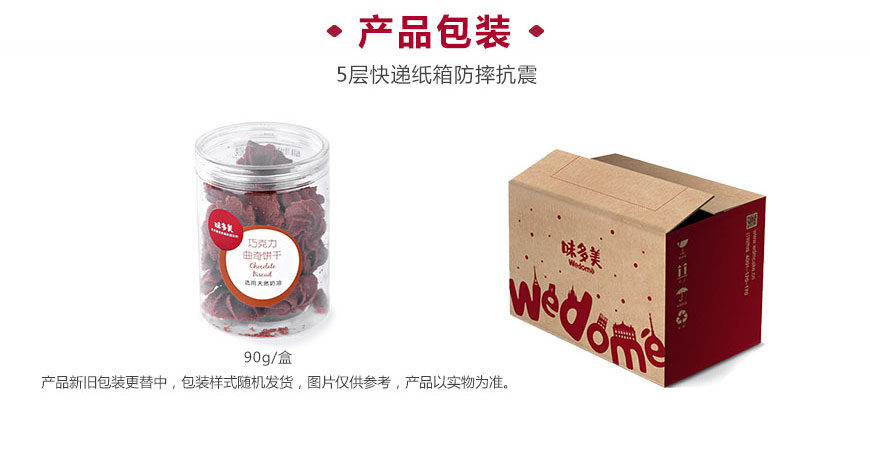 产品包装
5层快递纸箱防摔抗震
味多美
巧克力
曲奇饼干
Chocolate
Biscuit
选用天然奶油
味多美
Wedome
Wedome
90g/盒
产品新旧包装更替中，包装样式随机发货，图片仅供参考，产品以实物为准。